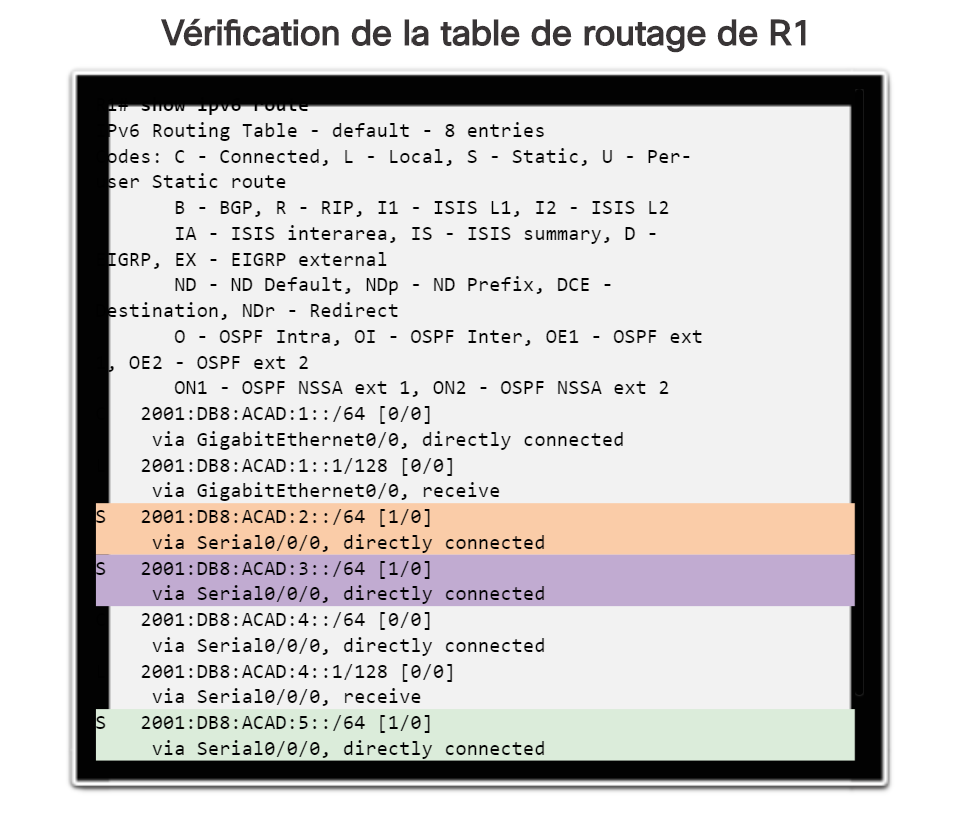 Vérification de la table de routage de R1
1# show ipv6 route
Pv6 Routing Table - default - 8 entries
odes: C - Connected, L - Local, S - Static, U - Per-
ser Static route
B - BGP, R - RIP, I1 - ISIS L1, I2 - ISIS L2
IA - ISIS interarea, IS - ISIS summary, D -
IGRP, EX - EIGRP external
ND - ND Default, NDp - ND Prefix, DCE -
estination, NDr - Redirect
O - OSPF Intra, OI - OSPF Inter, OE1 - OSPF ext
, OE2 - OSPF ext 2
ON1 - OSPF NSSA ext 1, ON2 - OSPF NSSA ext 2
2001:DB8:ACAD:1::/64 [0/0]
via GigabitEthernet0/0, directly connected
2001:DB8:ACAD:1::1/128 [0/0]
via GigabitEthernet0/0, receive
S 2001:DB8:ACAD:2::/64 [1/0]
via Serial0/0/0, directly connected
S 2001:DB8:ACAD:3::/64 [1/0]
via Serial0/0/0, directly connected
2001:DB8:ACAD:4::/64 [0/0]
via Serial0/0/0, directly connected
2001:DB8:ACAD:4::1/128 [0/0]
via Serial0/0/0, receive
S 2001:DB8:ACAD:5::/64 [1/0]
via Serial0/0/0, directly connected